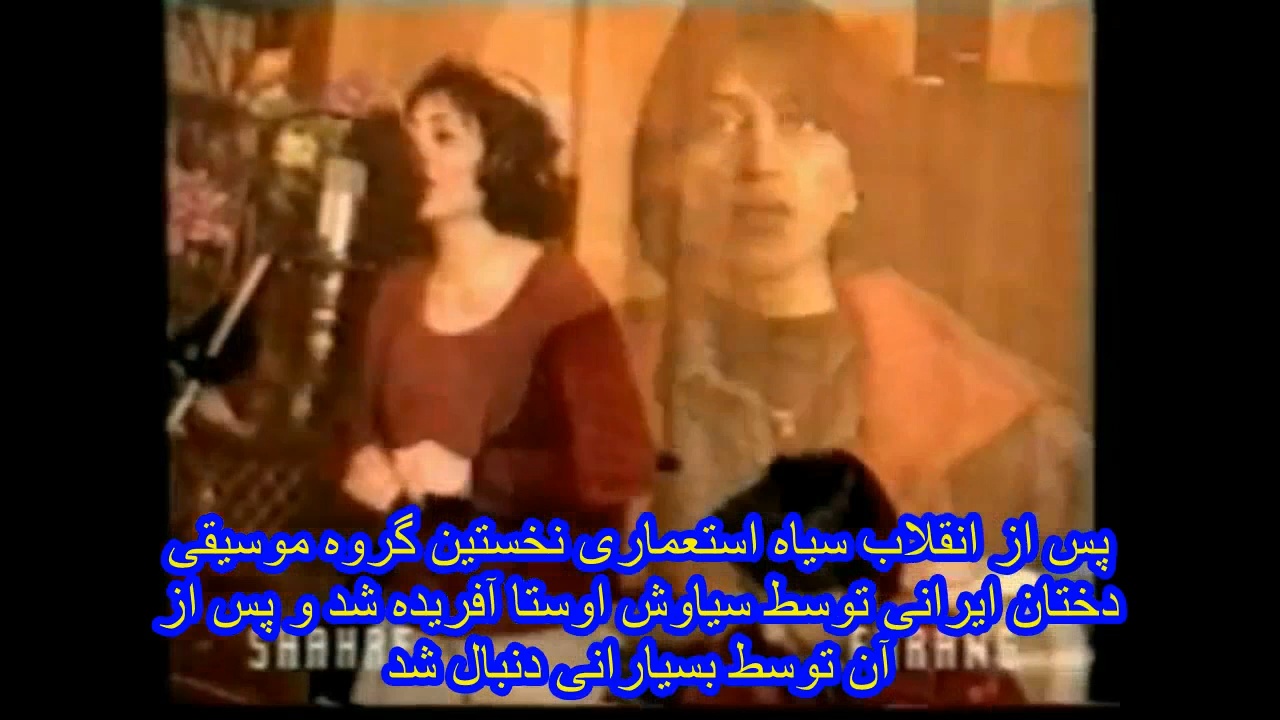 پس از انقلاب سیاه استعماری نخستین گروه موسیقی
دختان ایرانی توسط سیاوش اوستا آفریده شد و پس از
آن توسط بسیارانی دنبال شد